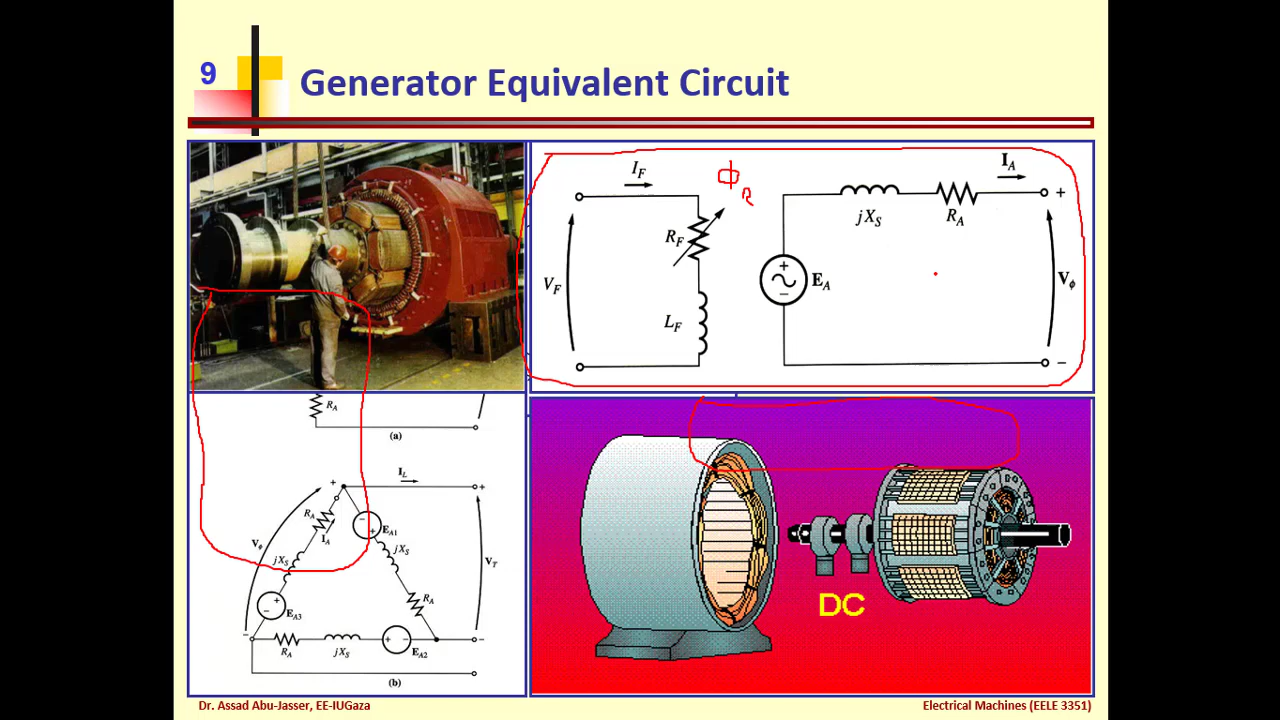 9
Generator Equivalent Circuit
I_F
Φ_R
I_A
R_F
V_F
L_F
jX_S
R_A
+
−
E_A
+
−
V_ϕ
R_A
(a)
+
I_L
+
R_A
I_A
−
+
E_A1
V_ϕ
jX_S
jX_S
V_T
+
−
E_A3
R_A
−
R_A
jX_S
+
−
E_A2
−
(b)
DC
Dr. Assad Abu-Jasser, EE-IUGaza
Electrical Machines (EELE 3351)